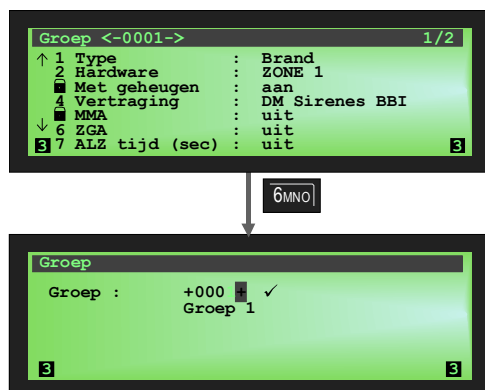 Groep <-0001-> 1/2
↑ 1 Type : Brand
2 Hardware : ZONE 1
Met geheugen : aan
4 Vertraging : DM Sirenes BBI
MMA : uit
↓ 6 ZGA : uit
3 7 ALZ tijd (sec) : uit 3
6MNO
Groep
Groep : +000 + ✓
Groep 1
3 3